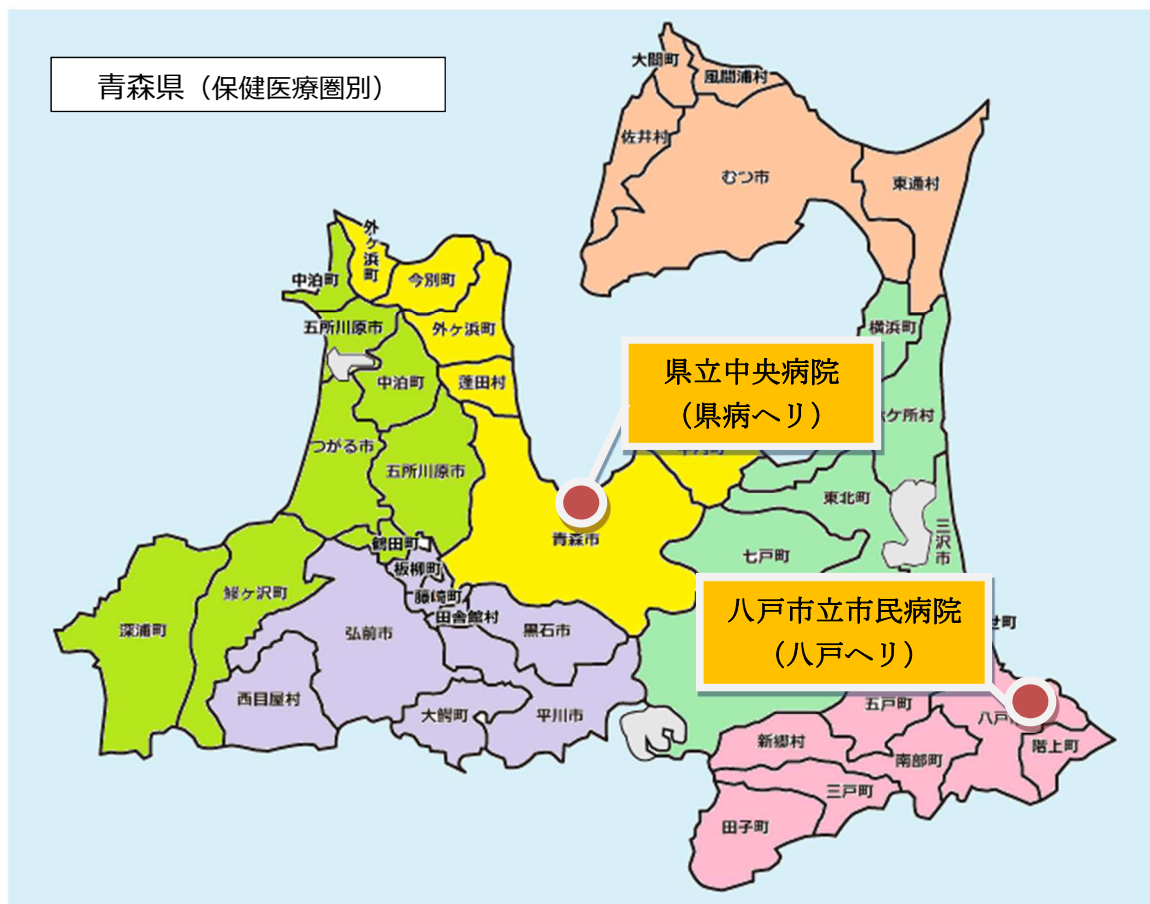 青森県（保健医療圏別）
大間町
風間浦村
佐井村
むつ市
東通村
外ヶ浜町
中泊町
今別町
五所川原市
外ヶ浜町
横浜町
県立中央病院
（県病ヘリ）
中泊町
蓬田村
ケ所村
つがる市
五所川原市
東北町
三沢市
青森市
鶴田町
七戸町
板柳町
鰺ヶ沢町
藤崎町
田舎館村
八戸市立市民病院
（八戸ヘリ）
深浦町
弘前市
黒石市
せ町
西目屋村
大鰐町
平川市
五戸町
八戸
新郷村
南部町
階上町
三戸町
田子町